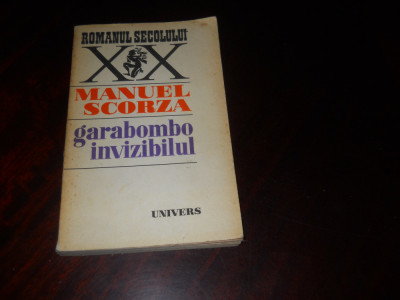 ROMANUL SECOLULUI
XX
MANUEL
SCORZA
garabombo
invizibilul
UNIVERS